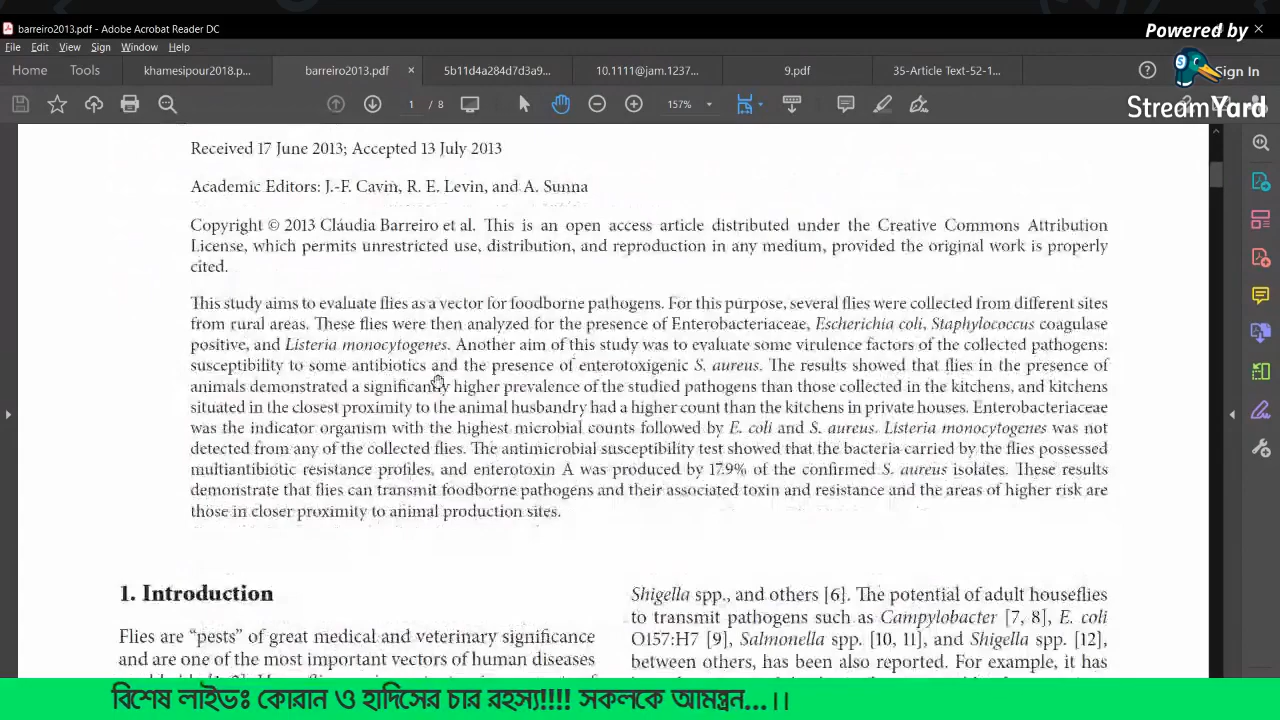 barreiro2013.pdf - Adobe Acrobat Reader DC
Powered by
File Edit View Sign Window Help
Home Tools khamesipour2018.p... barreiro2013.pdf 5b11d4a284d7d3a9... 10.1111@jam.1237... 9.pdf 35-Article Text-52-1... Sign In
1 / 8 157%
StreamYard
Received 17 June 2013; Accepted 13 July 2013
Academic Editors: J.-F. Cavin, R. E. Levin, and A. Sunna
Copyright © 2013 Cláudia Barreiro et al. This is an open access article distributed under the Creative Commons Attribution
License, which permits unrestricted use, distribution, and reproduction in any medium, provided the original work is properly
cited.
This study aims to evaluate flies as a vector for foodborne pathogens. For this purpose, several flies were collected from different sites
from rural areas. These flies were then analyzed for the presence of Enterobacteriaceae, Escherichia coli, Staphylococcus coagulase
positive, and Listeria monocytogenes. Another aim of this study was to evaluate some virulence factors of the collected pathogens:
susceptibility to some antibiotics and the presence of enterotoxigenic S. aureus. The results showed that flies in the presence of
animals demonstrated a significantly higher prevalence of the studied pathogens than those collected in the kitchens, and kitchens
situated in the closest proximity to the animal husbandry had a higher count than the kitchens in private houses. Enterobacteriaceae
was the indicator organism with the highest microbial counts followed by E. coli and S. aureus. Listeria monocytogenes was not
detected from any of the collected flies. The antimicrobial susceptibility test showed that the bacteria carried by the flies possessed
multiantibiotic resistance profiles, and enterotoxin A was produced by 17.9% of the confirmed S. aureus isolates. These results
demonstrate that flies can transmit foodborne pathogens and their associated toxin and resistance and the areas of higher risk are
those in closer proximity to animal production sites.
1. Introduction
Flies are “pests” of great medical and veterinary significance
and are one of the most important vectors of human diseases
Shigella spp., and others [6]. The potential of adult houseflies
to transmit pathogens such as Campylobacter [7, 8], E. coli
O157:H7 [9], Salmonella spp. [10, 11], and Shigella spp. [12],
between others, has been also reported. For example, it has
বিশেষ লাইভঃ কোরান ও হাদিসের চার রহস্য!!!! সকলকে আমন্ত্রন...।।